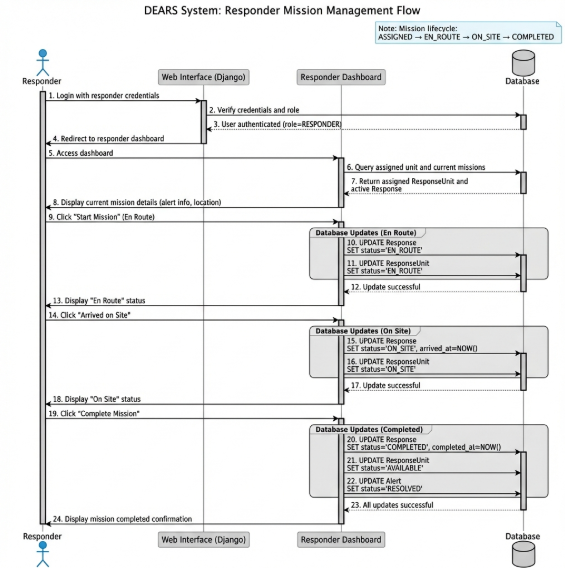 DEARS System: Responder Mission Management Flow
Note: Mission lifecycle:
ASSIGNED → EN_ROUTE → ON_SITE → COMPLETED
Responder
Web Interface (Django)
Responder Dashboard
Database
1. Login with responder credentials
2. Verify credentials and role
3. User authenticated (role=RESPONDER)
4. Redirect to responder dashboard
5. Access dashboard
6. Query assigned unit and current missions
7. Return assigned ResponseUnit and
active Response
8. Display current mission details (alert info, location)
9. Click "Start Mission" (En Route)
Database Updates (En Route)
10. UPDATE Response
SET status='EN_ROUTE'
11. UPDATE ResponseUnit
SET status='EN_ROUTE'
12. Update successful
13. Display "En Route" status
14. Click "Arrived on Site"
Database Updates (On Site)
15. UPDATE Response
SET status='ON_SITE', arrived_at=NOW()
16. UPDATE ResponseUnit
SET status='ON_SITE'
17. Update successful
18. Display "On Site" status
19. Click "Complete Mission"
Database Updates (Completed)
20. UPDATE Response
SET status='COMPLETED', completed_at=NOW()
21. UPDATE ResponseUnit
SET status='AVAILABLE'
22. UPDATE Alert
SET status='RESOLVED'
23. All updates successful
24. Display mission completed confirmation
Responder
Web Interface (Django)
Responder Dashboard
Database